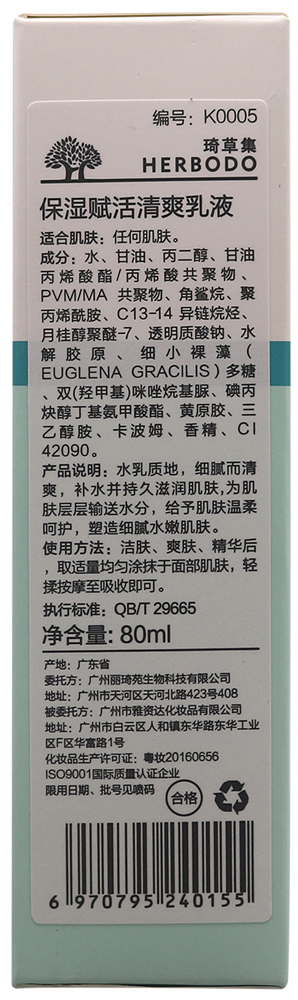 编号：K0005
琦草集
HERBODO
保湿赋活清爽乳液
适合肌肤：任何肌肤。
成分：水、甘油、丙二醇、甘油
丙烯酸酯/丙烯酸共聚物、
PVM/MA 共聚物、角鲨烷、聚
丙烯酰胺、C13-14 异链烷烃、
月桂醇聚醚-7、透明质酸钠、水
解胶原、细小裸藻（
EUGLENA GRACILIS）多糖
、双(羟甲基)咪唑烷基脲、碘丙
炔醇丁基氨甲酸酯、黄原胶、三
乙醇胺、卡波姆、香精、CI
42090。
产品说明：水乳质地，细腻而清
爽，补水并持久滋润肌肤,为肌
肤层层输送水分，给予肌肤温柔
呵护，塑造细腻水嫩肌肤。
使用方法：洁肤、爽肤、精华后
，取适量均匀涂抹于面部肌肤，轻
揉按摩至吸收即可。
执行标准：QB/T 29665
净含量：80ml
产地：广东省
委托方：广州丽琦苑生物科技有限公司
地址：广州市天河区天河北路423号408
被委托方：广州市雅资达化妆品有限公司
地址：广州市白云区人和镇东华路东华工业
区F区华富路1号
化妆品生产许可证：粤妆20160656
ISO9001国际质量认证企业
限用日期、批号见喷码
合格
6 970795 240155